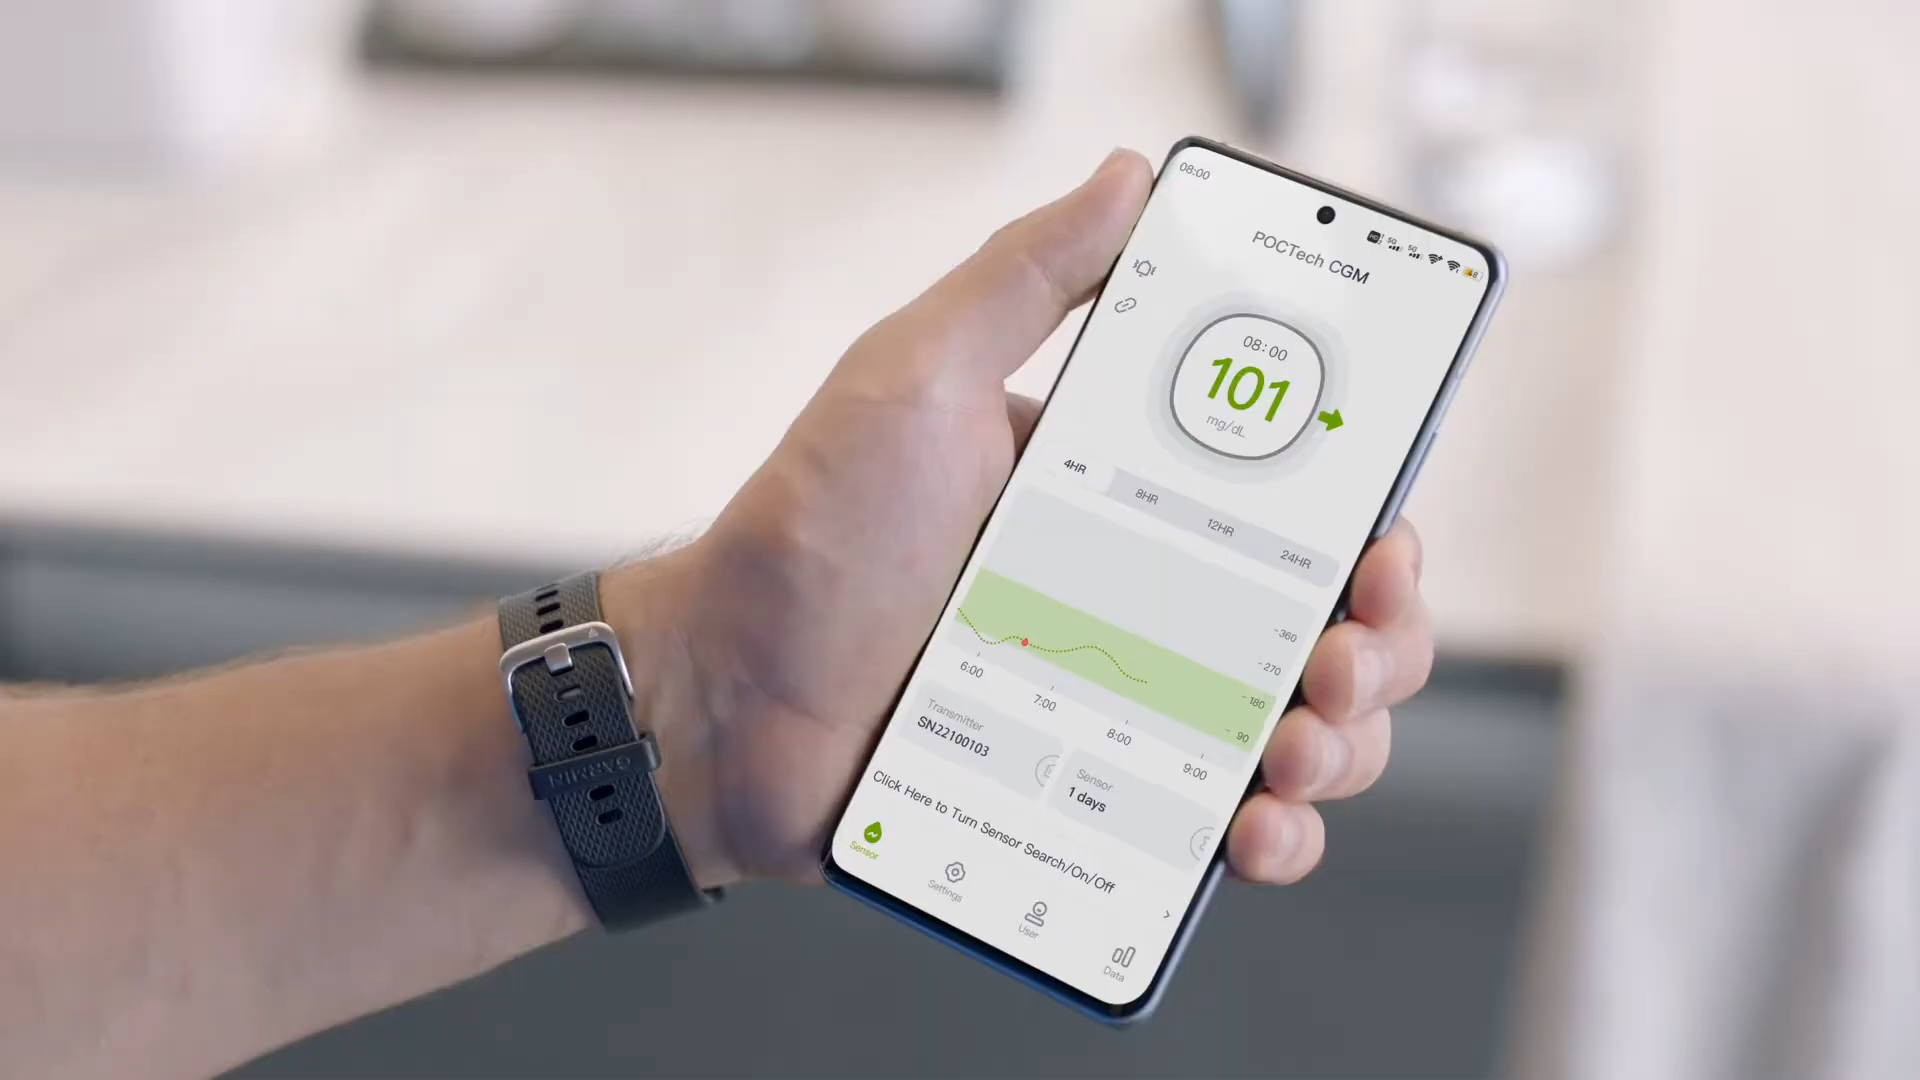 08:00
5G 5G
POCTech CGM
08:00
101
mg/dL
4HR 8HR 12HR 24HR
-360
-270
-180
-90
6:00 7:00 8:00 9:00
Transmitter
SN22100103
Sensor
1 days
Click Here to Turn Sensor Search/On/Off
Sensor Settings User Data
GARMIN